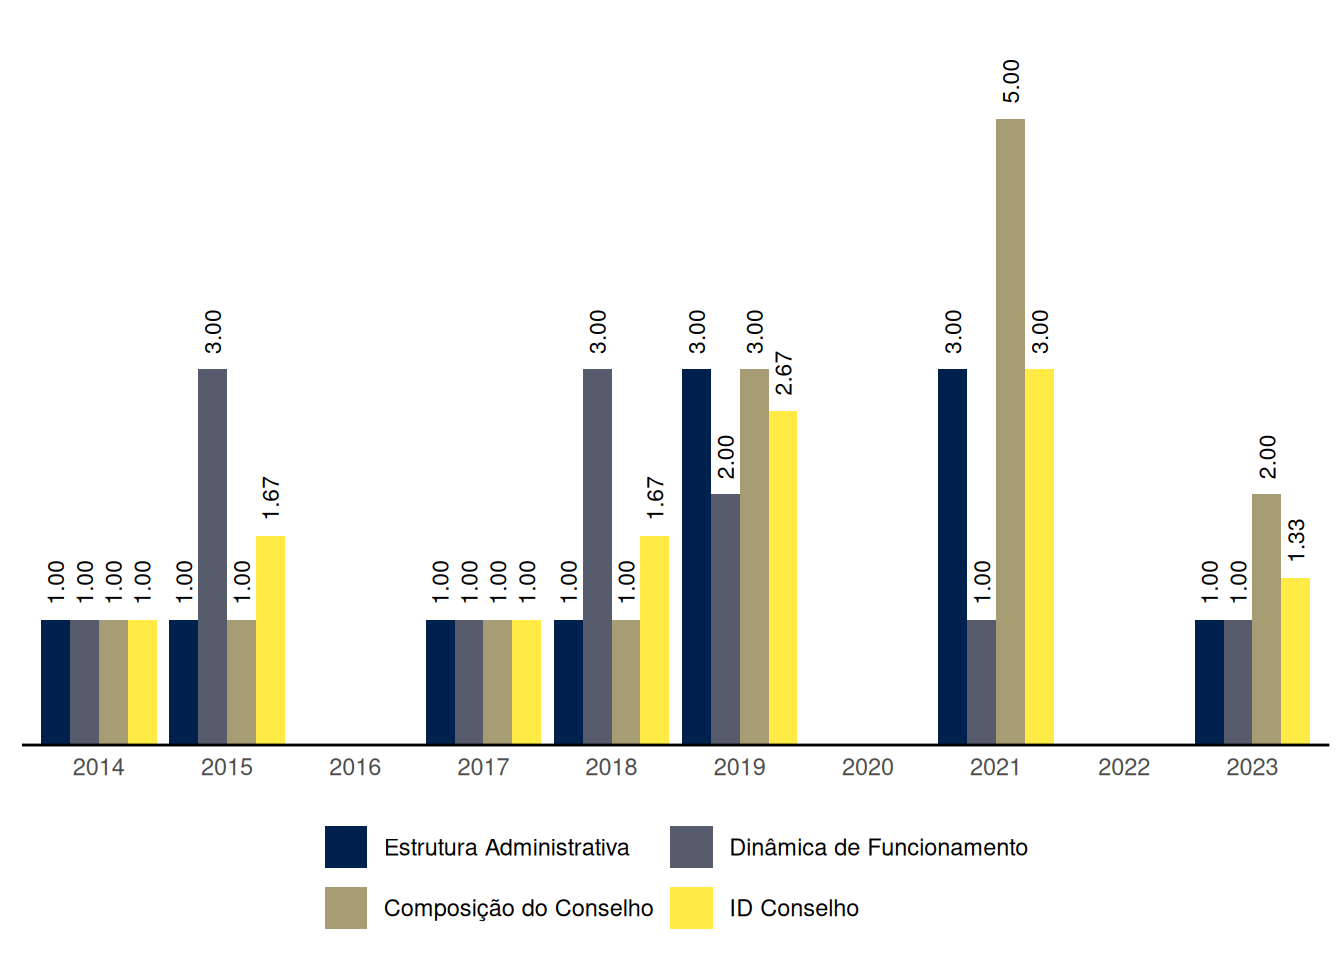 5.00
3.00 3.00 3.00 3.00 3.00 3.00
2.67
2.00 2.00
1.67 1.67
1.33
1.00 1.00 1.00 1.00 1.00 1.00 1.00 1.00 1.00 1.00 1.00 1.00 1.00 1.00 1.00
2014 2015 2016 2017 2018 2019 2020 2021 2022 2023
Estrutura Administrativa Dinâmica de Funcionamento
Composição do Conselho ID Conselho